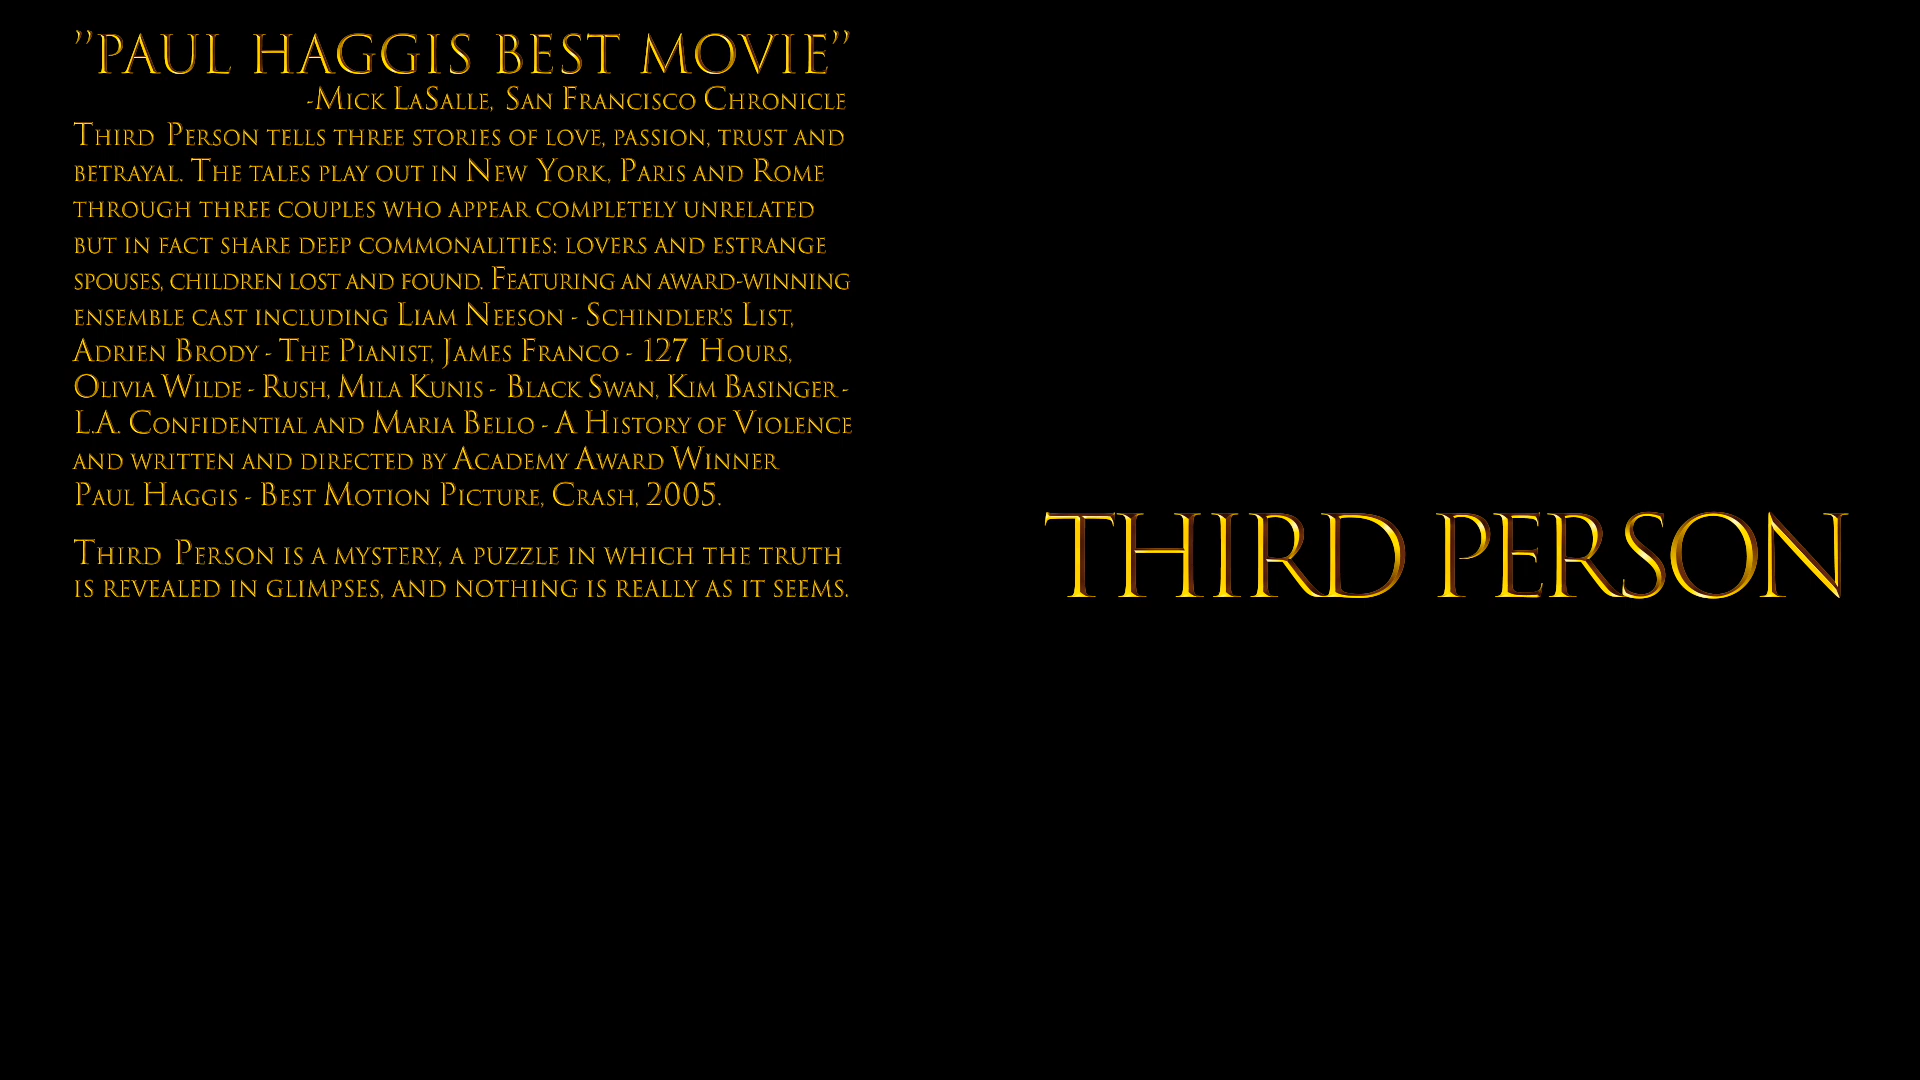 "PAUL HAGGIS BEST MOVIE"
-Mick LaSalle, San Francisco Chronicle
Third Person tells three stories of love, passion, trust and
betrayal. The tales play out in New York, Paris and Rome
through three couples who appear completely unrelated
but in fact share deep commonalities: lovers and estrange
spouses, children lost and found. Featuring an award-winning
ensemble cast including Liam Neeson - Schindler's List,
Adrien Brody - The Pianist, James Franco - 127 Hours,
Olivia Wilde - Rush, Mila Kunis - Black Swan, Kim Basinger -
L.A. Confidential and Maria Bello - A History of Violence
and written and directed by Academy Award Winner
Paul Haggis - Best Motion Picture, Crash, 2005.
Third Person is a mystery, a puzzle in which the truth
is revealed in glimpses, and nothing is really as it seems.
THIRD PERSON